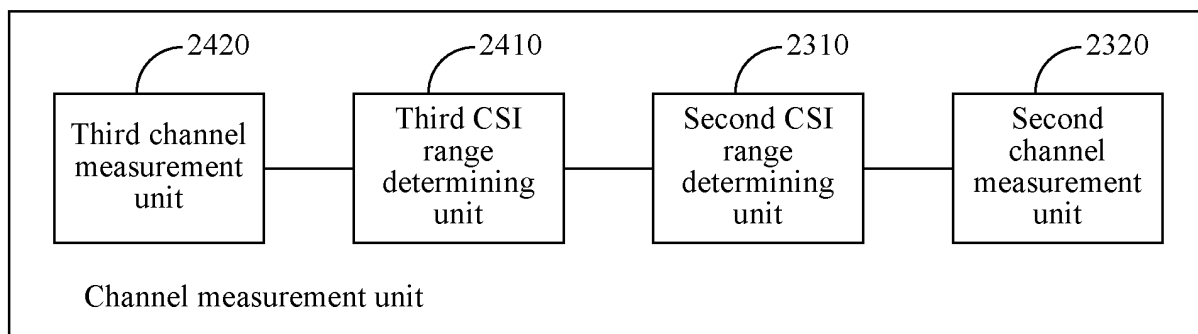 2420
2410
2310
2320
Third channel
measurement
unit
Third CSI
range
determining
unit
Second CSI
range
determining
unit
Second
channel
measurement
unit
Channel measurement unit